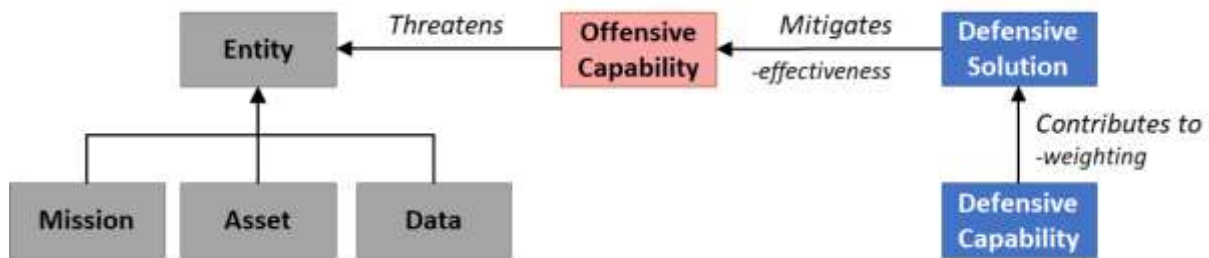 Entity
Threatens
Offensive
Capability
Mitigates
-effectiveness
Defensive
Solution
Contributes to
-weighting
Mission
Asset
Data
Defensive
Capability